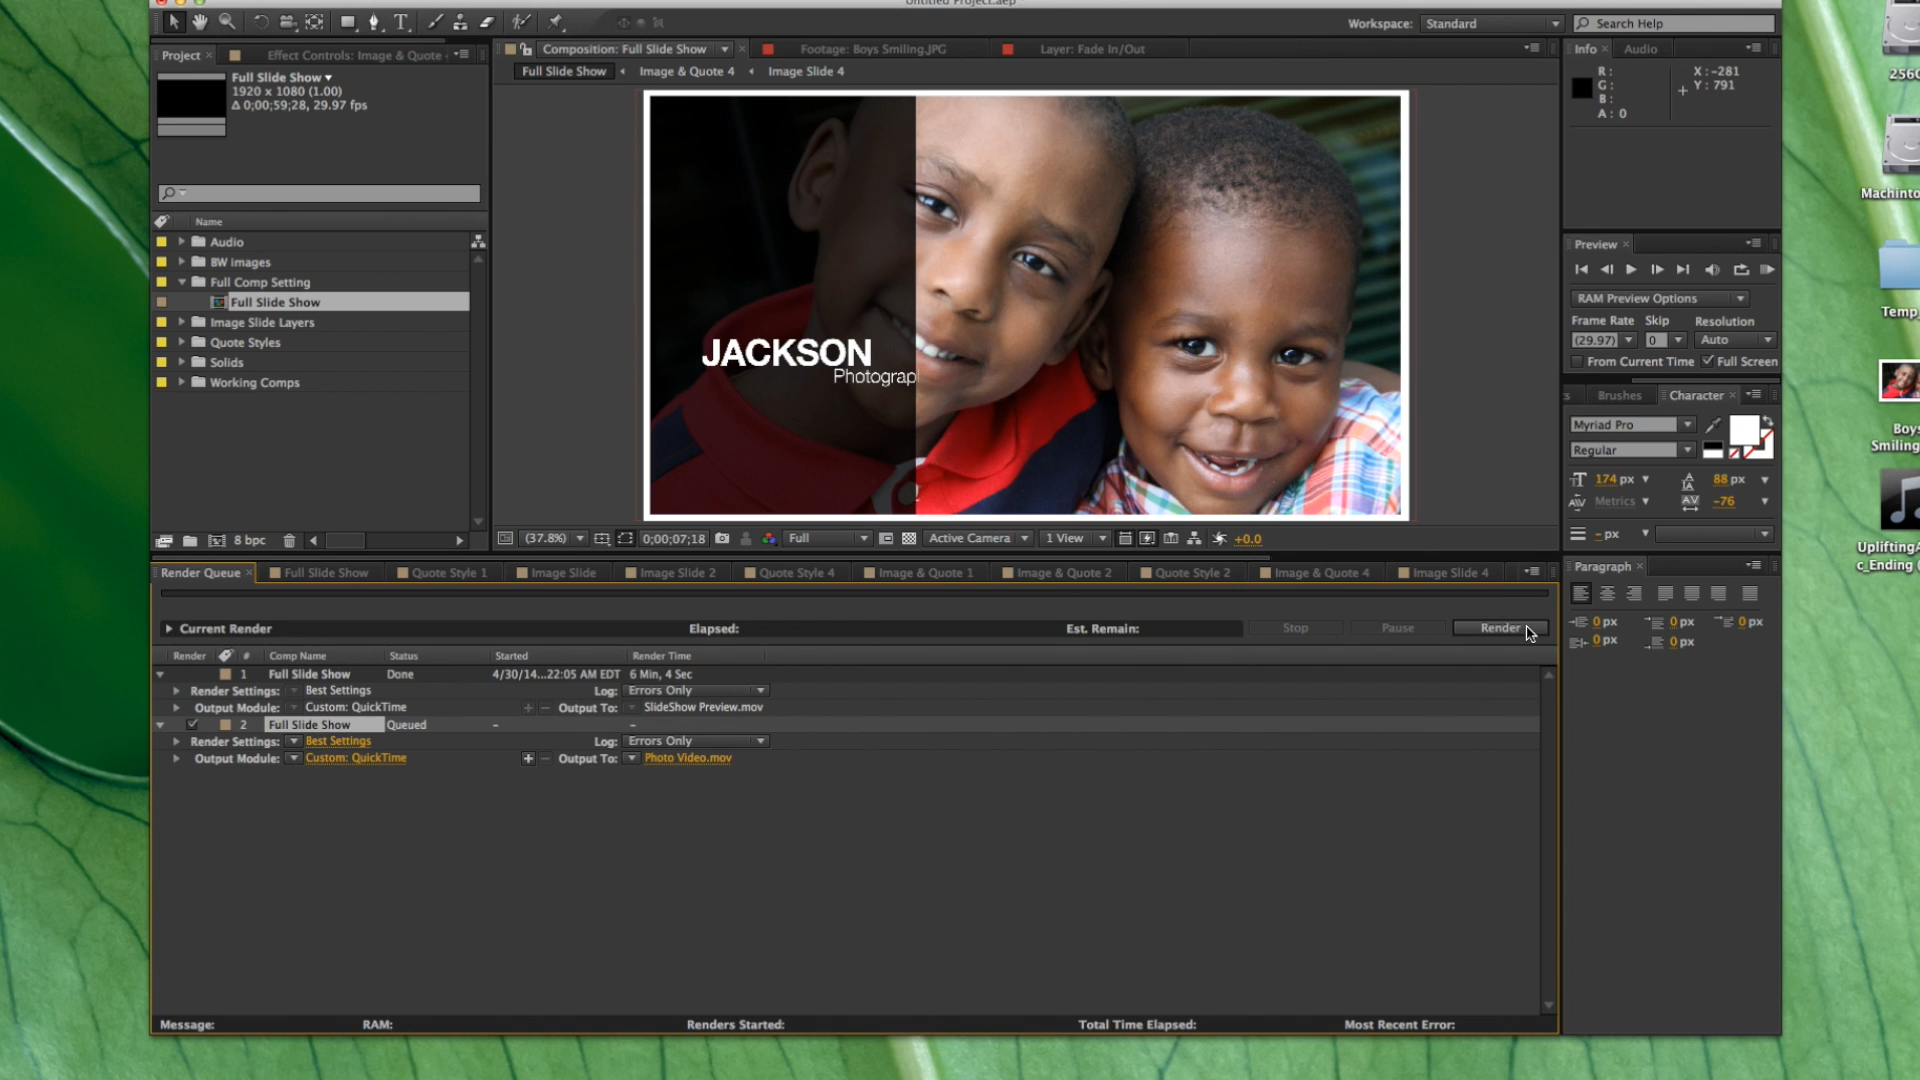 Untitled Project.aep *
Workspace: Standard
Search Help
Project × Effect Controls: Image & Quote
Full Slide Show ▾
1920 x 1080 (1.00)
Δ 0;00;59;28, 29.97 fps
Name
Audio
BW images
Full Comp Setting
Full Slide Show
Image Slide Layers
Quote Styles
Solids
Working Comps
8 bpc
Composition: Full Slide Show
Footage: Boys Smiling.JPG
Layer: Fade In/Out
Full Slide Show Image & Quote 4 Image Slide 4
JACKSON
Photograp
(37.8%) 0;00;07;18 Full Active Camera 1 View +0.0
Info × Audio
R: X : -281
G: + Y : 791
B:
A : 0
Preview ×
RAM Preview Options
Frame Rate Skip Resolution
(29.97) 0 Auto
From Current Time Full Screen
Brushes Character ×
Myriad Pro
Regular
174 px 88 px
Metrics -76
- px
Paragraph ×
0 px 0 px 0 px
0 px 0 px
Render Queue × Full Slide Show Quote Style 1 Image Slide Image Slide 2 Quote Style 4 Image & Quote 1 Image & Quote 2 Quote Style 2 Image & Quote 4 Image Slide 4
Current Render Elapsed: Est. Remain: Stop Pause Render
Render # Comp Name Status Started Render Time
1 Full Slide Show Done 4/30/14...22:05 AM EDT 6 Min, 4 Sec
Render Settings: Best Settings Log: Errors Only
Output Module: Custom: QuickTime + − Output To: SlideShow Preview.mov
2 Full Slide Show Queued – –
Render Settings: Best Settings Log: Errors Only
Output Module: Custom: QuickTime + − Output To: Photo Video.mov
Message: RAM: Renders Started: Total Time Elapsed: Most Recent Error:
Machinto
Temp_
Boys
Smiling
UpliftingA
c_Ending (